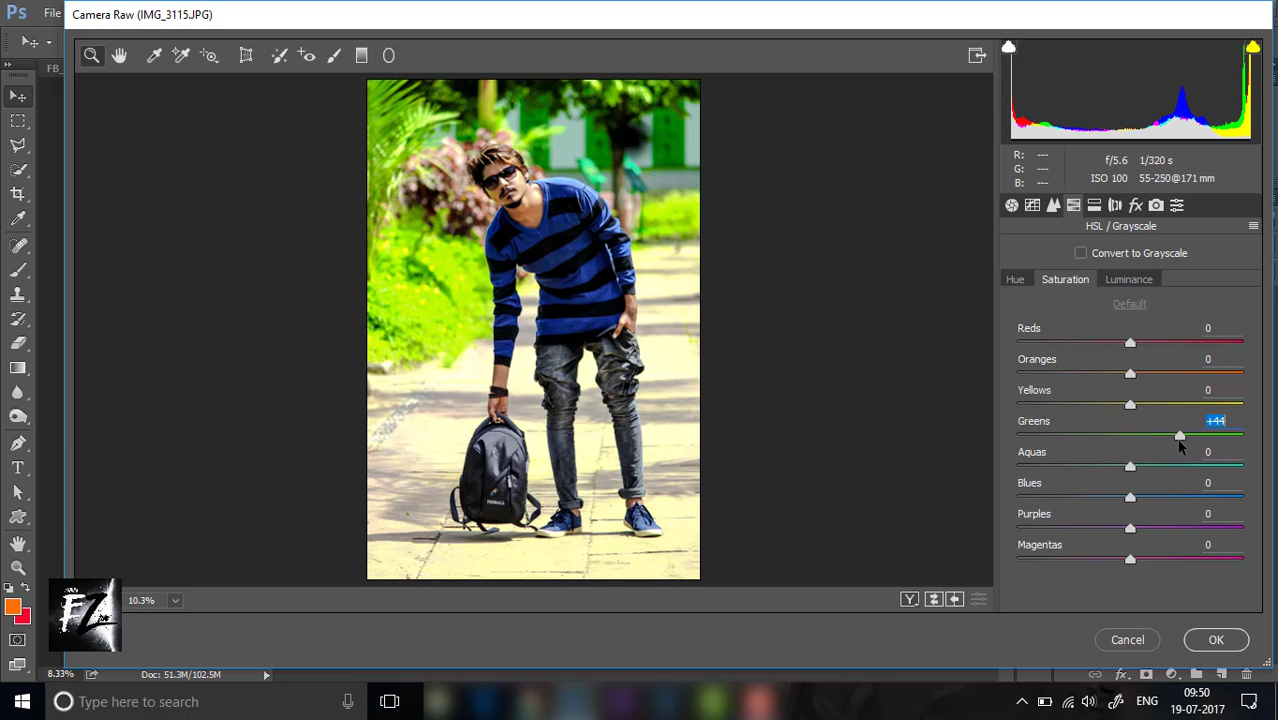 Ps File
Camera Raw (IMG_3115.JPG)
FB_
R: ---
G: ---
B: ---
f/5.6 1/320 s
ISO 100 55-250@171 mm
HSL / Grayscale
Convert to Grayscale
Hue Saturation Luminance
Default
Reds 0
Oranges 0
Yellows 0
Greens +44
Aquas 0
Blues 0
Purples 0
Magentas 0
FZ
10.3%
Y
Cancel OK
8.33% Doc: 51.3M/102.5M
Type here to search
ENG
09:50
19-07-2017